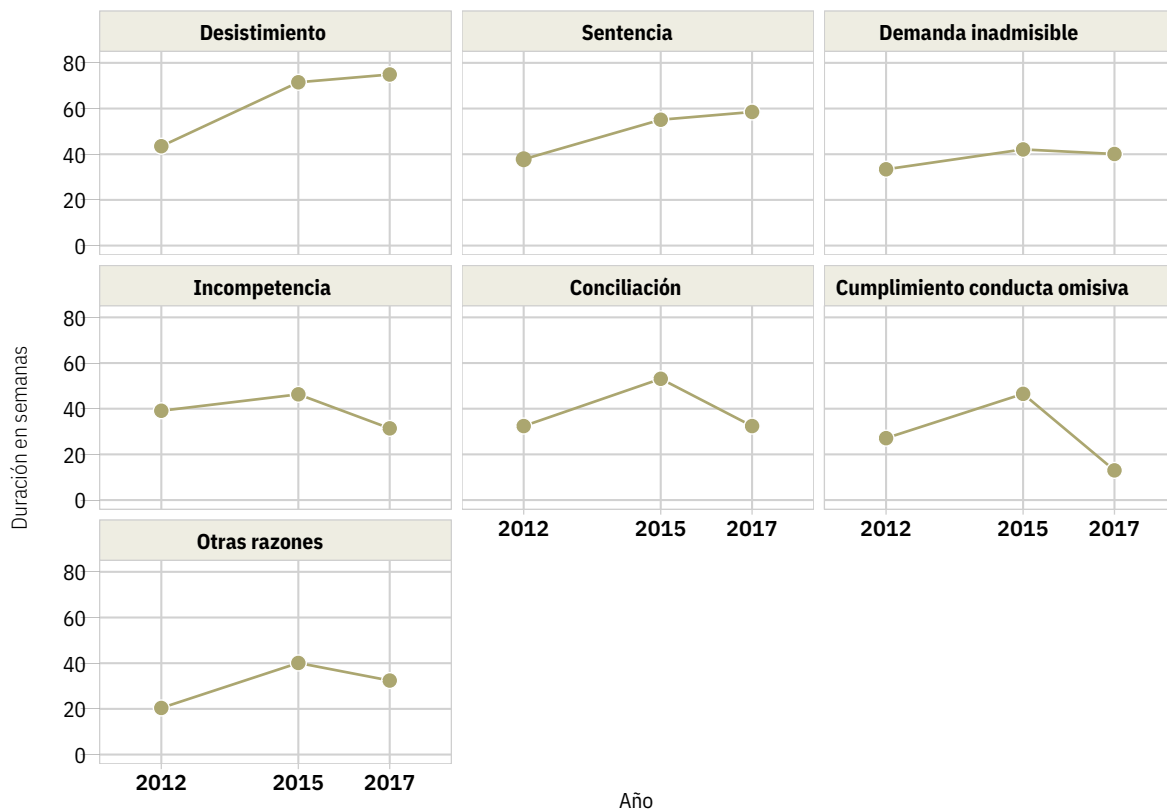 Desistimiento
Sentencia
Demanda inadmisible
80
60
40
20
0
Incompetencia
Conciliación
Cumplimiento conducta omisiva
80
60
40
20
0
2012 2015 2017
2012 2015 2017
Otras razones
80
60
40
20
0
2012 2015 2017
Duración en semanas
Año